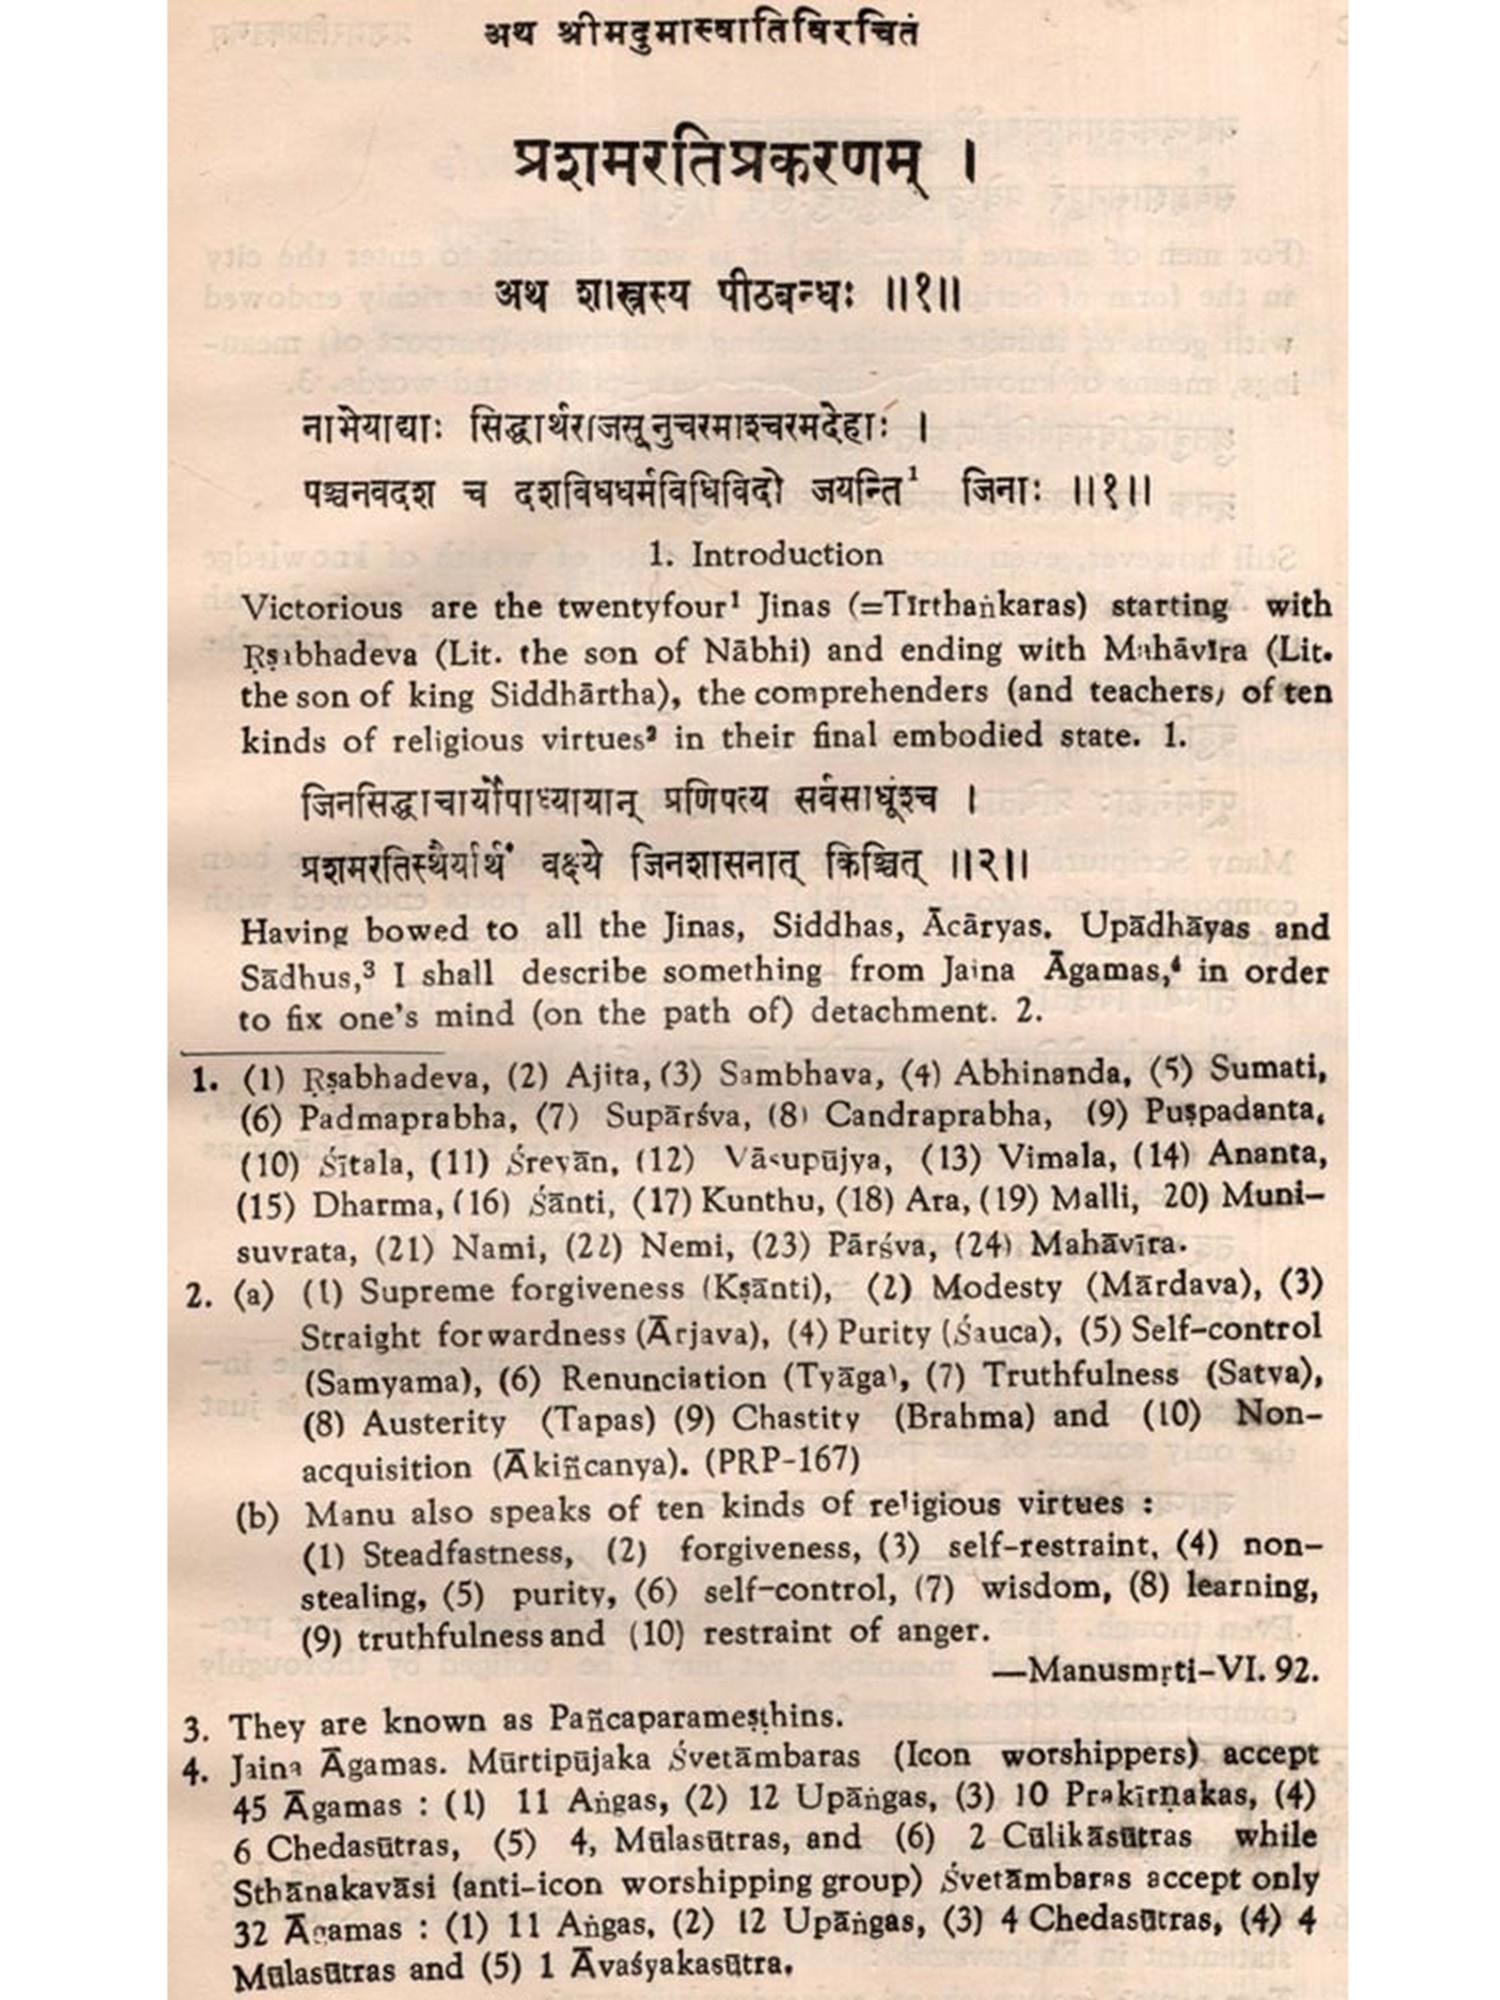 अथ श्रीमदुमास्वातिविरचितं
प्रशमरतिप्रकरणम् ।
अथ शास्त्रस्य पीठबन्धः ॥१॥
नाभेयाद्याः सिद्धार्थराजसूनुचरमाश्चरमदेहाः ।
पञ्चनवदश च दशविधधर्मविधिविदो जयन्ति¹ जिनाः ॥१॥
1. Introduction
Victorious are the twentyfour¹ Jinas (=Tīrthaṅkaras) starting with
Ṛṣıbhadeva (Lit. the son of Nābhi) and ending with Mahāvīra (Lit.
the son of king Siddhārtha), the comprehenders (and teachers) of ten
kinds of religious virtues² in their final embodied state. 1.
जिनसिद्धाचार्योपाध्यायान् प्रणिपत्य सर्वसाधूंश्च ।
प्रशमरतिस्थैर्यार्थं वक्ष्ये जिनशासनात् किञ्चित् ॥२॥
Having bowed to all the Jinas, Siddhas, Ācāryas. Upādhāyas and
Sādhus,³ I shall describe something from Jaina Āgamas,⁴ in order
to fix one's mind (on the path of) detachment. 2.
1. (1) Ṛṣabhadeva, (2) Ajita, (3) Sambhava, (4) Abhinanda, (5) Sumati,
(6) Padmaprabha, (7) Supārśva, (8) Candraprabha, (9) Puṣpadanta,
(10) Śītala, (11) Śreyān, (12) Vāsupūjya, (13) Vimala, (14) Ananta,
(15) Dharma, (16) Śānti, (17) Kunthu, (18) Ara, (19) Malli, 20) Muni-
suvrata, (21) Nami, (22) Nemi, (23) Pārśva, (24) Mahāvīra.
2. (a) (1) Supreme forgiveness (Kṣānti), (2) Modesty (Mārdava), (3)
Straight forwardness (Ārjava), (4) Purity (Śauca), (5) Self-control
(Samyama), (6) Renunciation (Tyāga), (7) Truthfulness (Satya),
(8) Austerity (Tapas) (9) Chastity (Brahma) and (10) Non-
acquisition (Ākiñcanya). (PRP-167)
(b) Manu also speaks of ten kinds of religious virtues :
(1) Steadfastness, (2) forgiveness, (3) self-restraint, (4) non-
stealing, (5) purity, (6) self-control, (7) wisdom, (8) learning,
(9) truthfulness and (10) restraint of anger.
—Manusmṛti-VI. 92.
3. They are known as Pañcaparameṣṭhins.
4. Jaina Āgamas. Mūrtipūjaka Śvetāmbaras (Icon worshippers) accept
45 Āgamas : (1) 11 Aṅgas, (2) 12 Upāṅgas, (3) 10 Prakīrṇakas, (4)
6 Chedasūtras, (5) 4, Mūlasūtras, and (6) 2 Cūlikāsūtras while
Sthānakavāsi (anti-icon worshipping group) Śvetāmbaras accept only
32 Āgamas : (1) 11 Aṅgas, (2) 12 Upāṅgas, (3) 4 Chedasūtras, (4) 4
Mūlasūtras and (5) 1 Āvaśyakasūtra.